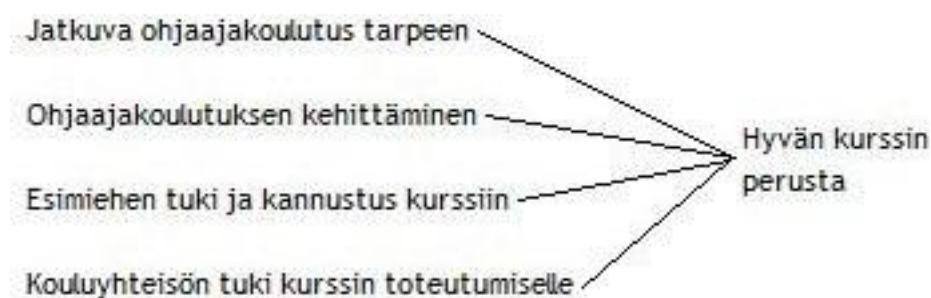 Jatkuva ohjaajakoulutus tarpeen
Ohjaajakoulutuksen kehittäminen
Esimiehen tuki ja kannustus kurssiin
Kouluyhteisön tuki kurssin toteutumiselle
Hyvän kurssin
perusta